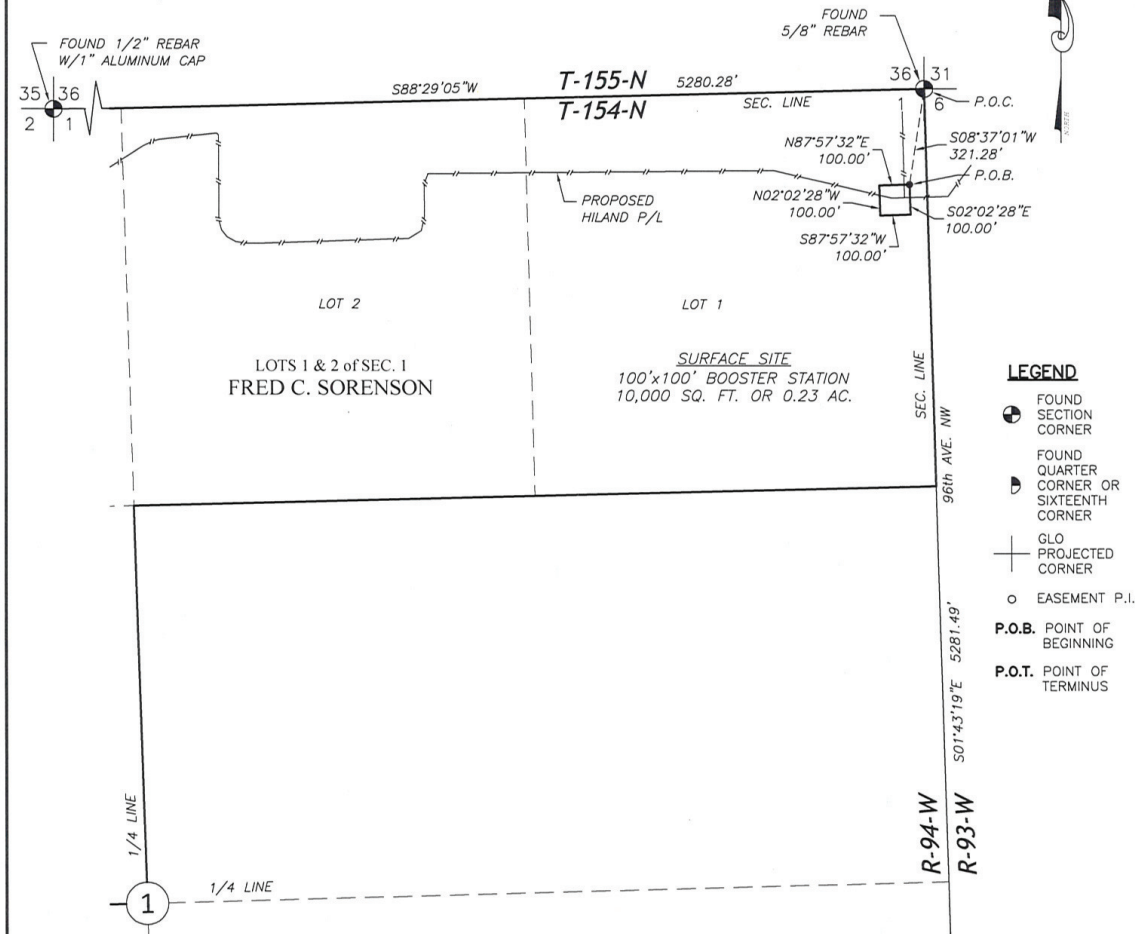 FOUND 1/2" REBAR
W/1" ALUMINUM CAP
35 36
2 1
S88°29'05"W
T-155-N
5280.28'
T-154-N
SEC. LINE
FOUND
5/8" REBAR
36 31
1 6
P.O.C.
S08°37'01"W
321.28'
P.O.B.
N87°57'32"E
100.00'
N02°02'28"W
100.00'
S02°02'28"E
100.00'
S87°57'32"W
100.00'
PROPOSED
HILAND P/L
LOT 2
LOT 1
LOTS 1 & 2 of SEC. 1
FRED C. SORENSON
SURFACE SITE
100'x100' BOOSTER STATION
10,000 SQ. FT. OR 0.23 AC.
SEC. LINE
96th AVE. NW
S01°43'19"E 5281.49'
R-94-W
R-93-W
1/4 LINE
1/4 LINE
1
LEGEND
FOUND
SECTION
CORNER
FOUND
QUARTER
CORNER OR
SIXTEENTH
CORNER
GLO
PROJECTED
CORNER
EASEMENT P.I.
P.O.B. POINT OF
BEGINNING
P.O.T. POINT OF
TERMINUS